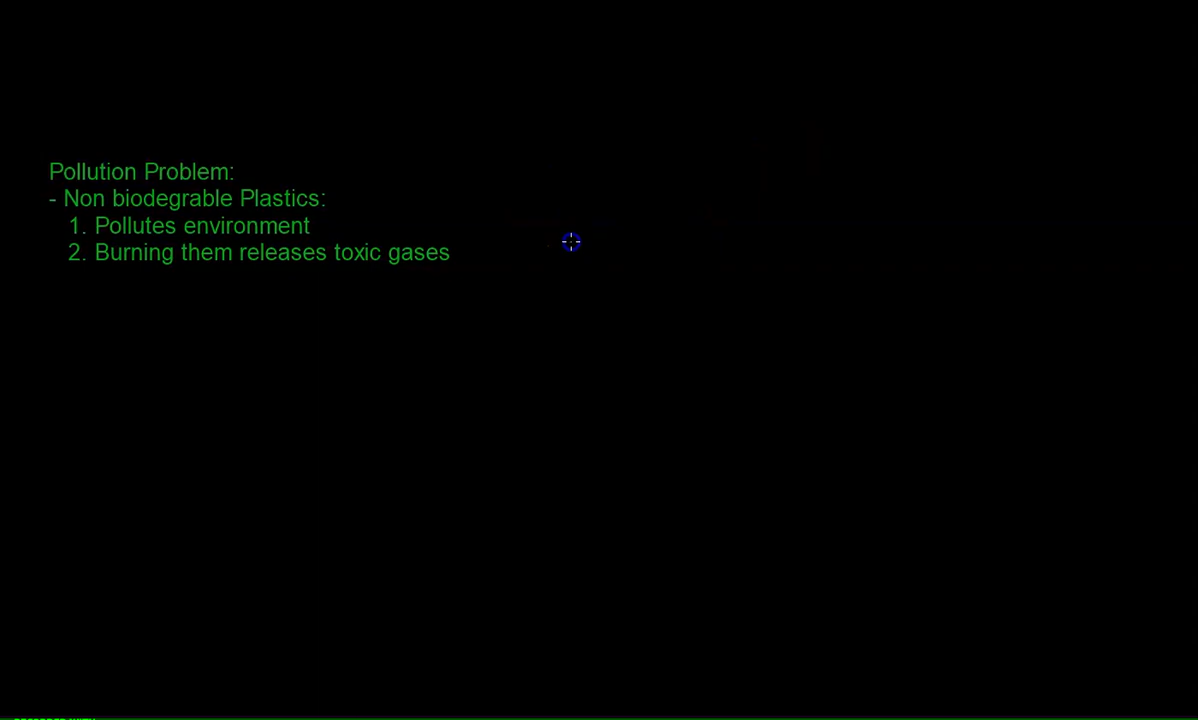 Pollution Problem:
- Non biodegrable Plastics:
1. Pollutes environment
2. Burning them releases toxic gases